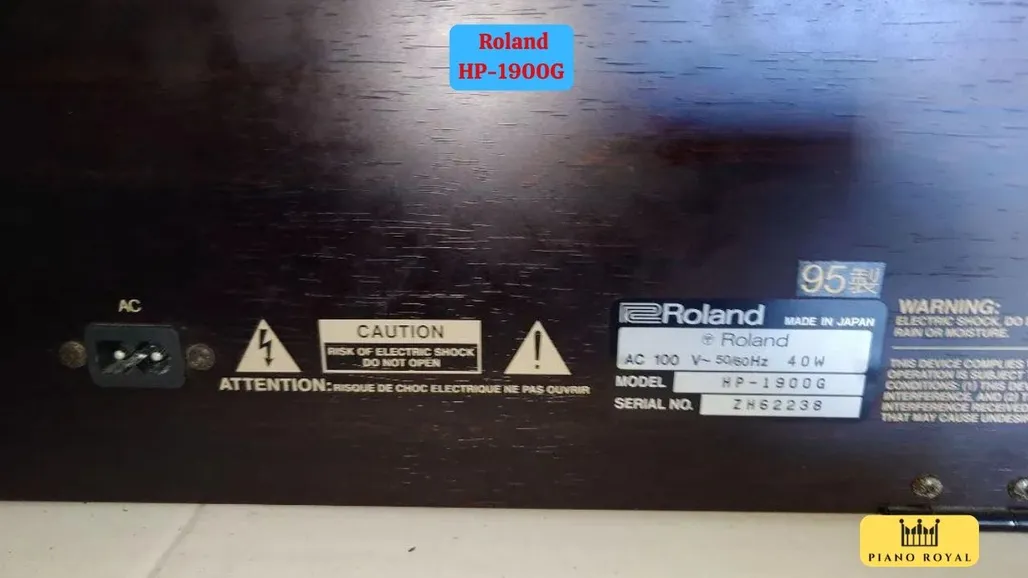 Roland
HP-1900G
AC
CAUTION
RISK OF ELECTRIC SHOCK
DO NOT OPEN
ATTENTION: RISQUE DE CHOC ELECTRIQUE NE PAS OUVRIR
95製
Roland MADE IN JAPAN
Roland
AC 100 V~ 50/60Hz 40W
MODEL HP-1900G
SERIAL NO. ZH62238
WARNING:
ELECTRIC SHOCK, DO
RAIN OR MOISTURE.
THIS DEVICE COMPLIES
OPERATION IS SUBJECT
CONDITIONS: (1) THIS DE
INTERFERENCE, AND (2) T
INTERFERENCE RECEIVE
THAT MAY CAUSE UNDES
PIANO ROYAL